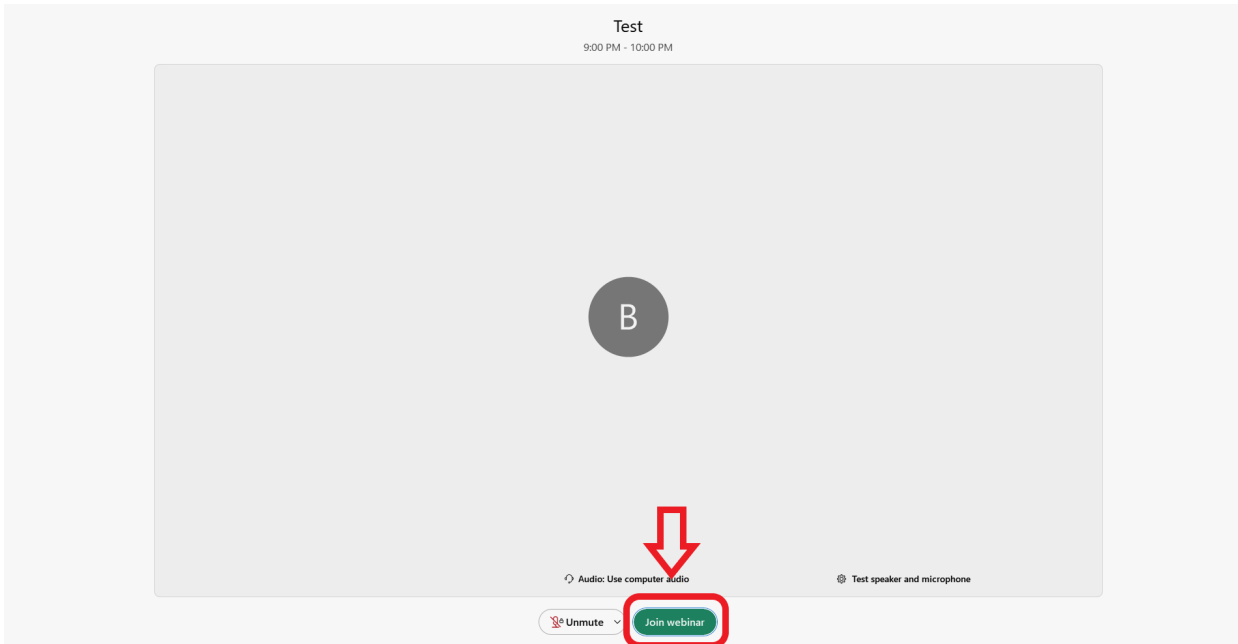 Test
9:00 PM - 10:00 PM
B
Audio: Use computer audio
Test speaker and microphone
Unmute
Join webinar